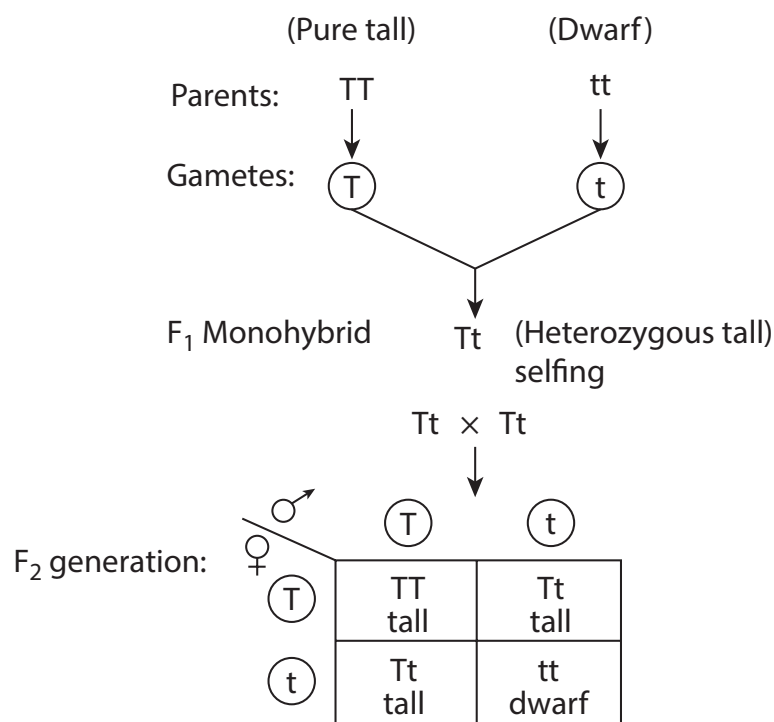 (Pure tall) (Dwarf)
Parents: TT tt
Gametes: T t
F₁ Monohybrid Tt (Heterozygous tall)
selfing
Tt × Tt
T t
F₂ generation:
T TT Tt
tall tall
t Tt tt
tall dwarf